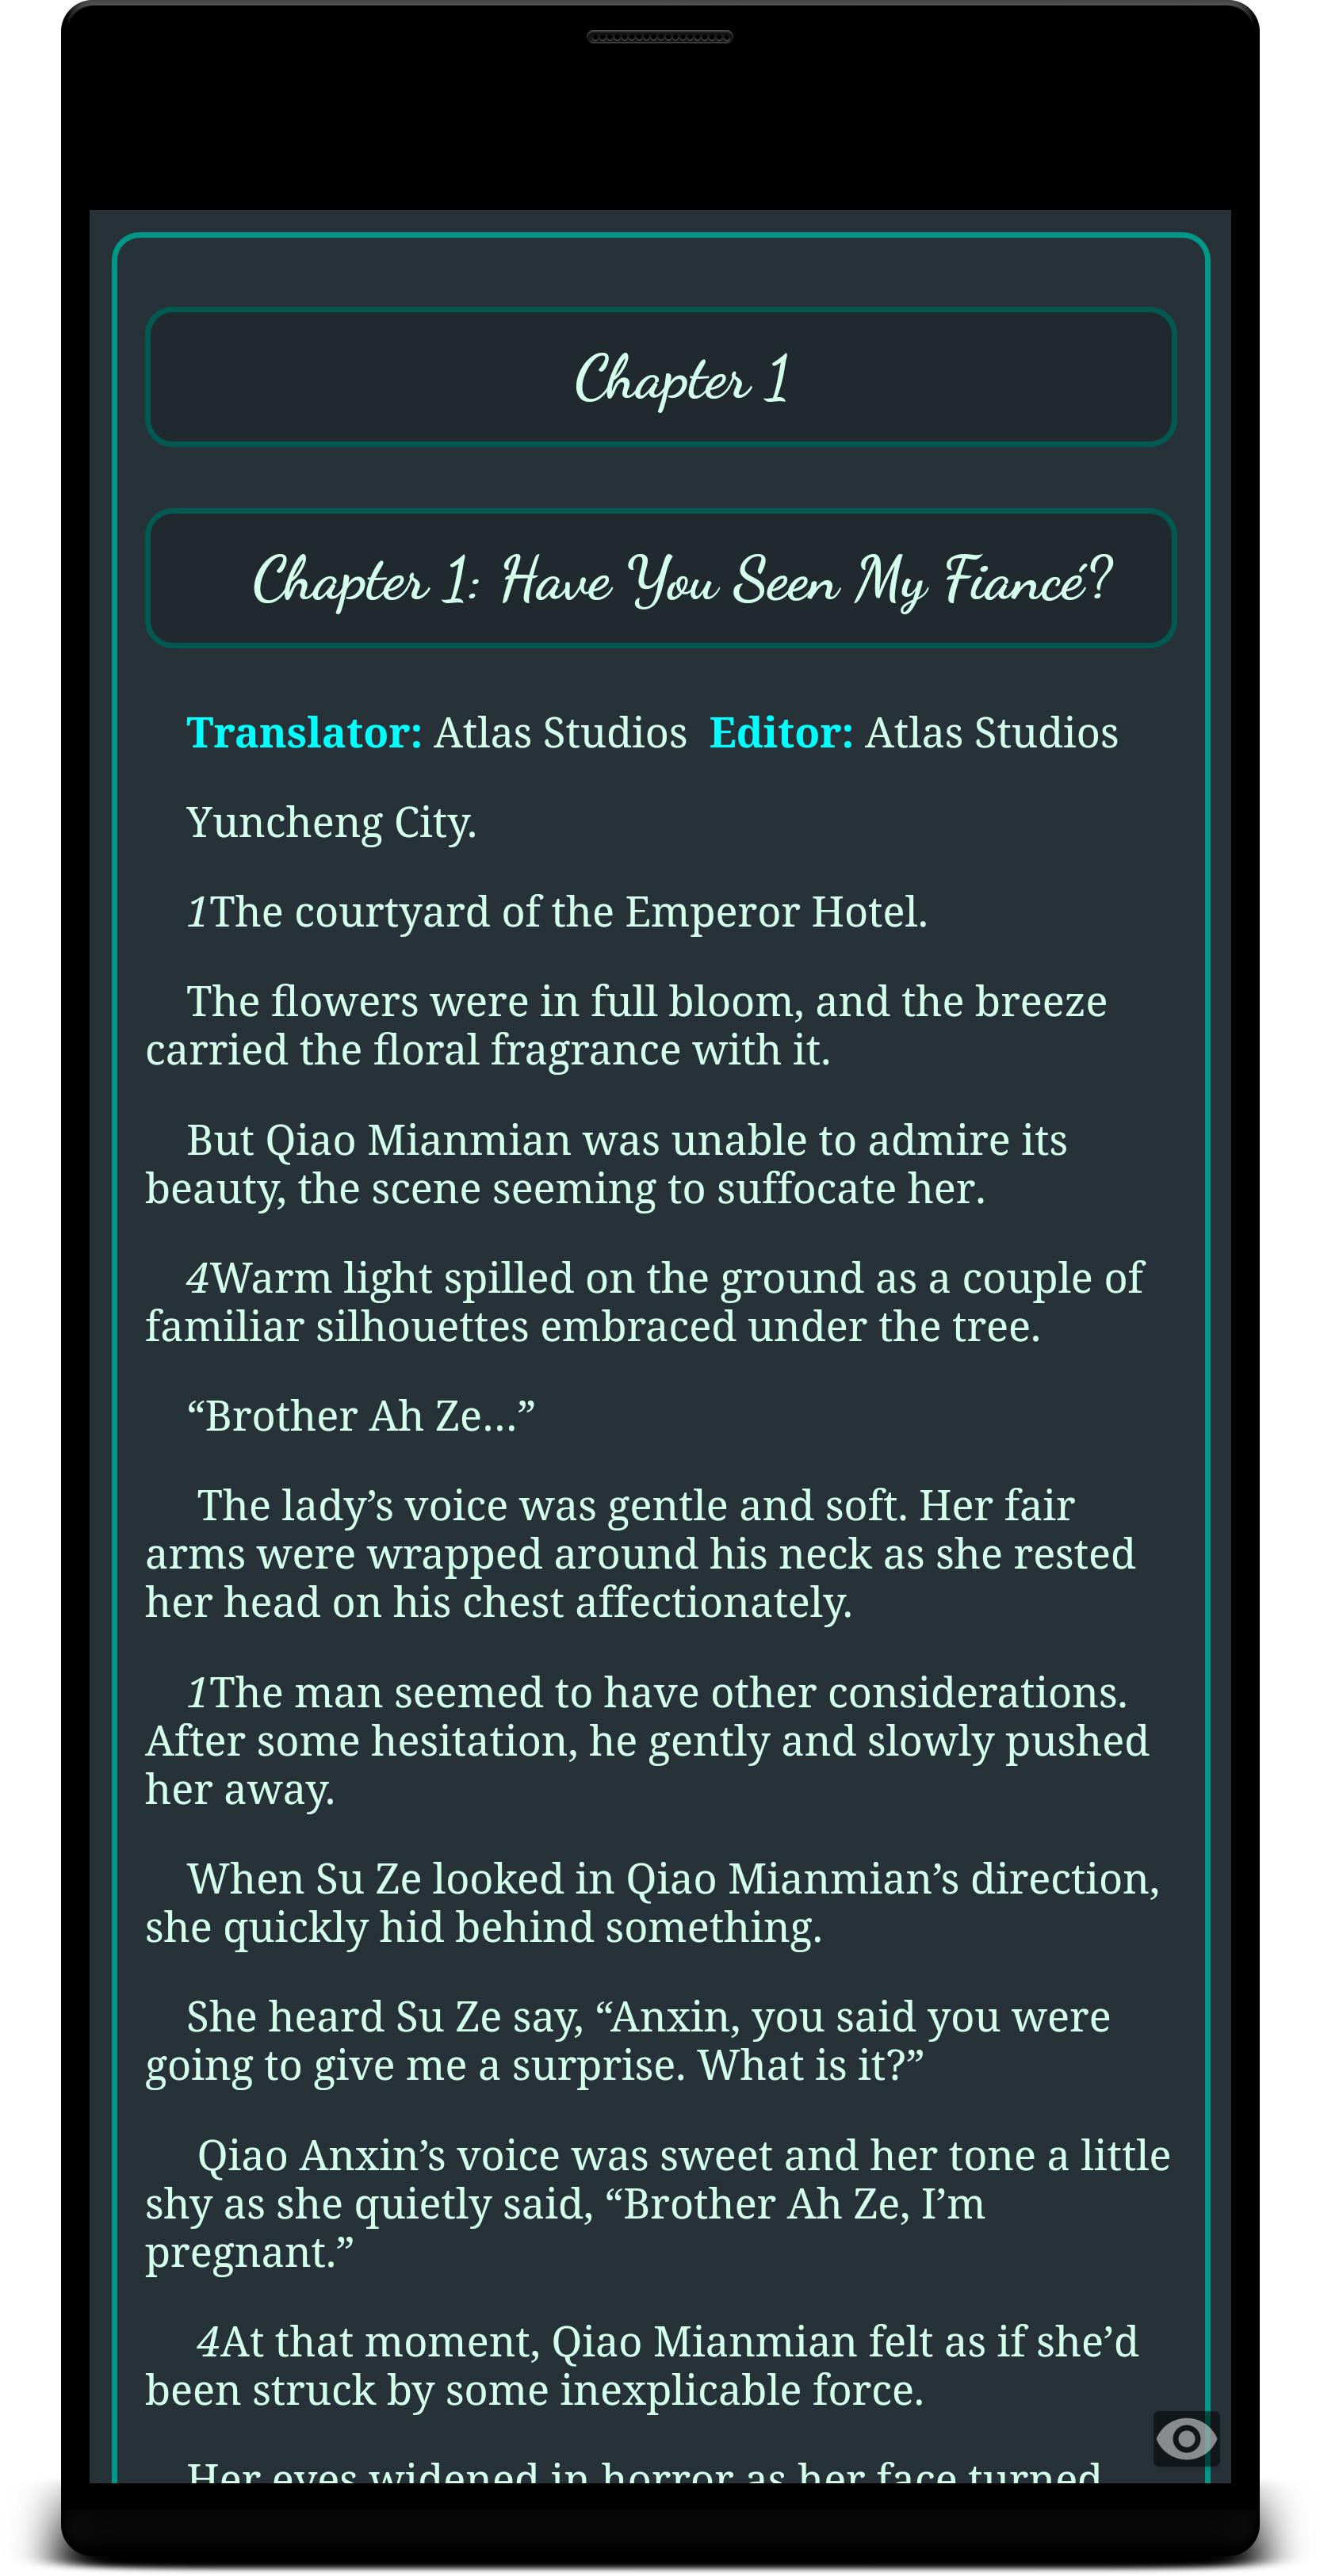 Chapter 1
Chapter 1: Have You Seen My Fiancé?
Translator: Atlas Studios  Editor: Atlas Studios
Yuncheng City.
1The courtyard of the Emperor Hotel.
The flowers were in full bloom, and the breeze
carried the floral fragrance with it.
But Qiao Mianmian was unable to admire its
beauty, the scene seeming to suffocate her.
4Warm light spilled on the ground as a couple of
familiar silhouettes embraced under the tree.
“Brother Ah Ze…”
The lady’s voice was gentle and soft. Her fair
arms were wrapped around his neck as she rested
her head on his chest affectionately.
1The man seemed to have other considerations.
After some hesitation, he gently and slowly pushed
her away.
When Su Ze looked in Qiao Mianmian’s direction,
she quickly hid behind something.
She heard Su Ze say, “Anxin, you said you were
going to give me a surprise. What is it?”
Qiao Anxin’s voice was sweet and her tone a little
shy as she quietly said, “Brother Ah Ze, I’m
pregnant.”
4At that moment, Qiao Mianmian felt as if she’d
been struck by some inexplicable force.
Her eyes widened in horror as her face turned